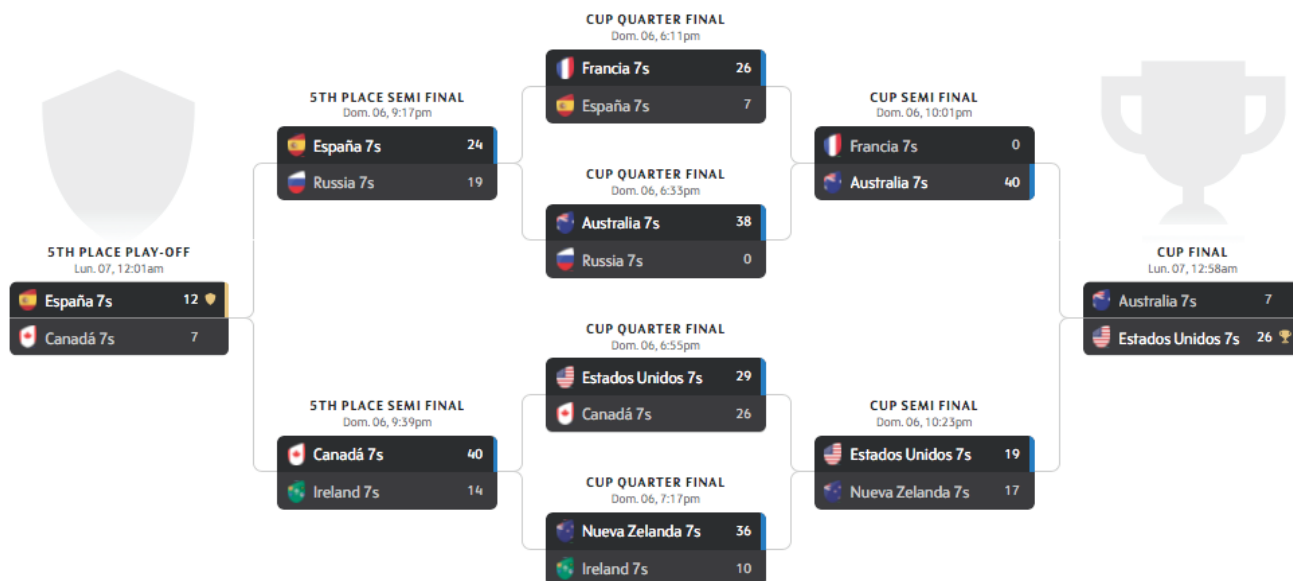 CUP QUARTER FINAL
Dom. 06, 6:11pm
Francia 7s 26
España 7s 7
5TH PLACE SEMI FINAL
Dom. 06, 9:17pm
España 7s 24
Russia 7s 19
CUP SEMI FINAL
Dom. 06, 10:01pm
Francia 7s 0
Australia 7s 40
CUP QUARTER FINAL
Dom. 06, 6:33pm
Australia 7s 38
Russia 7s 0
5TH PLACE PLAY-OFF
Lun. 07, 12:01am
España 7s 12
Canadá 7s 7
CUP FINAL
Lun. 07, 12:58am
Australia 7s 7
Estados Unidos 7s 26
CUP QUARTER FINAL
Dom. 06, 6:55pm
Estados Unidos 7s 29
Canadá 7s 26
5TH PLACE SEMI FINAL
Dom. 06, 9:39pm
Canadá 7s 40
Ireland 7s 14
CUP SEMI FINAL
Dom. 06, 10:23pm
Estados Unidos 7s 19
Nueva Zelanda 7s 17
CUP QUARTER FINAL
Dom. 06, 7:17pm
Nueva Zelanda 7s 36
Ireland 7s 10